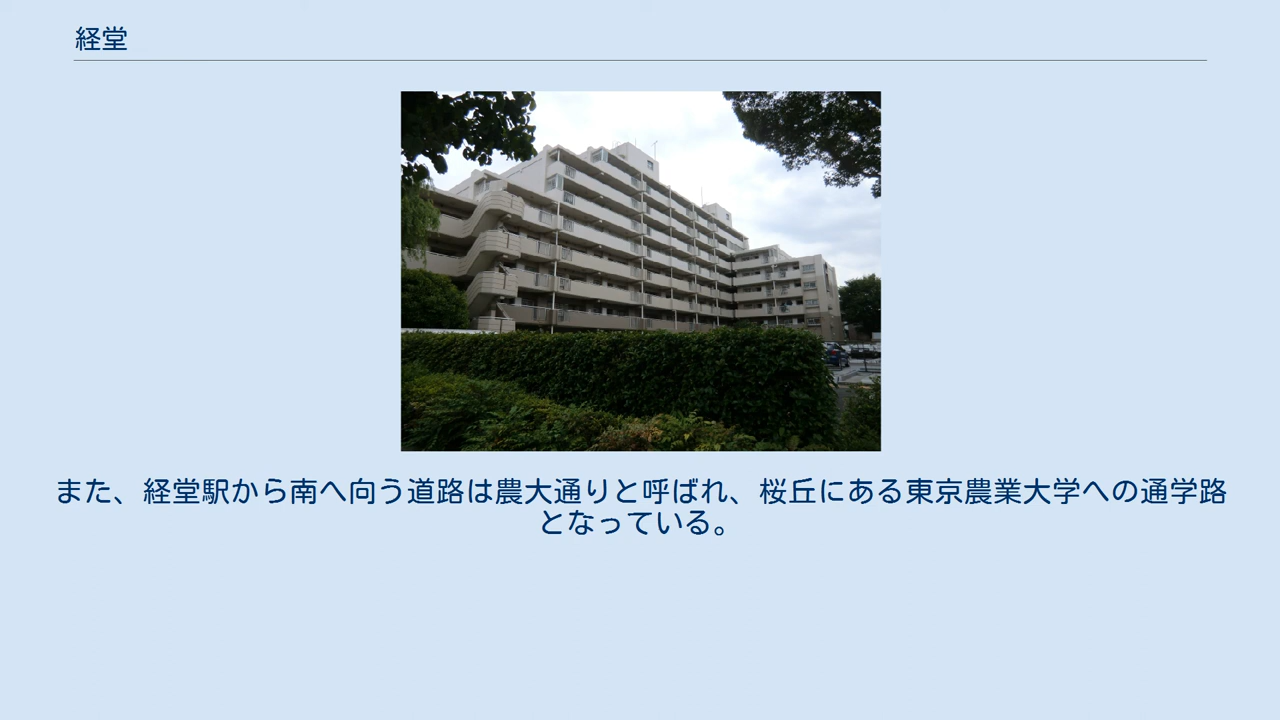 経堂
また、経堂駅から南へ向う道路は農大通りと呼ばれ、桜丘にある東京農業大学への通学路
となっている。